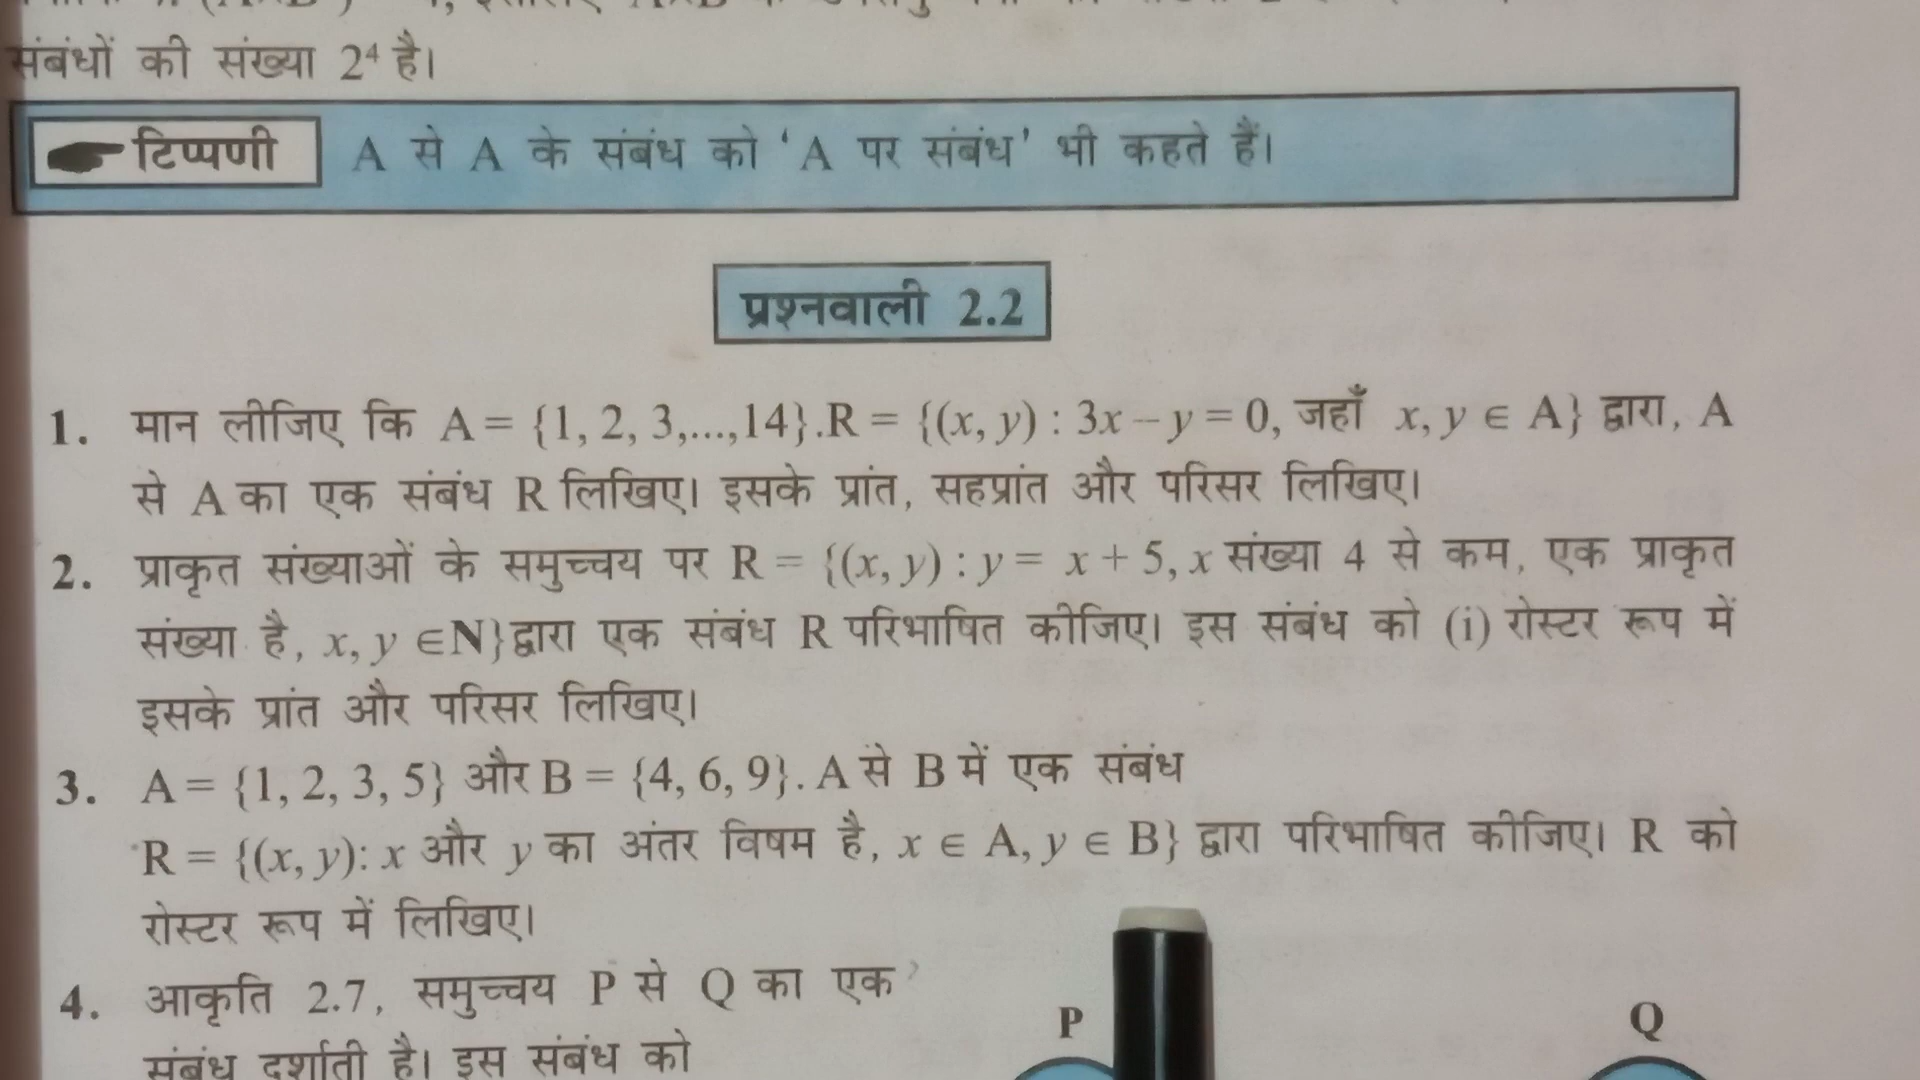 संबंधों की संख्या 2⁴ है।
टिप्पणी A से A के संबंध को ‘A पर संबंध’ भी कहते हैं।
प्रश्नवाली 2.2
1. मान लीजिए कि A = {1, 2, 3,...,14}.R = {(x, y) : 3x – y = 0, जहाँ x, y ∈ A} द्वारा, A
से A का एक संबंध R लिखिए। इसके प्रांत, सहप्रांत और परिसर लिखिए।
2. प्राकृत संख्याओं के समुच्चय पर R = {(x, y) : y = x + 5, x संख्या 4 से कम, एक प्राकृत
संख्या है, x, y ∈N}द्वारा एक संबंध R परिभाषित कीजिए। इस संबंध को (i) रोस्टर रूप में
इसके प्रांत और परिसर लिखिए।
3. A = {1, 2, 3, 5} और B = {4, 6, 9}. A से B में एक संबंध
R = {(x, y): x और y का अंतर विषम है, x ∈ A, y ∈ B} द्वारा परिभाषित कीजिए। R को
रोस्टर रूप में लिखिए।
4. आकृति 2.7, समुच्चय P से Q का एक
P Q
संबंध दर्शाती है। इस संबंध को